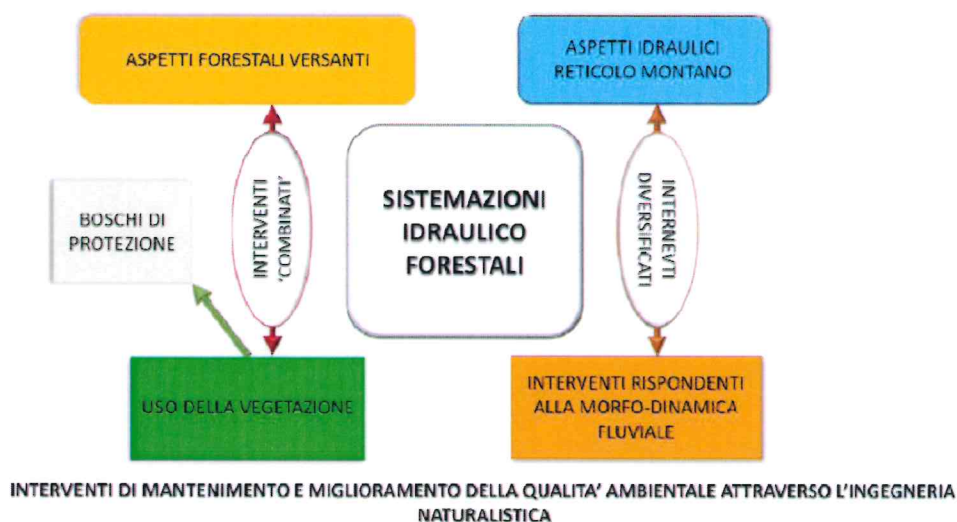 ASPETTI FORESTALI VERSANTI
ASPETTI IDRAULICI
RETICOLO MONTANO
INTERVENTI
'COMBINATI'
SISTEMAZIONI
IDRAULICO
FORESTALI
INTERNEVTI
DIVERSIFICATI
BOSCHI DI
PROTEZIONE
USO DELLA VEGETAZIONE
INTERVENTI RISPONDENTI
ALLA MORFO-DINAMICA
FLUVIALE
INTERVENTI DI MANTENIMENTO E MIGLIORAMENTO DELLA QUALITA' AMBIENTALE ATTRAVERSO L'INGEGNERIA
NATURALISTICA